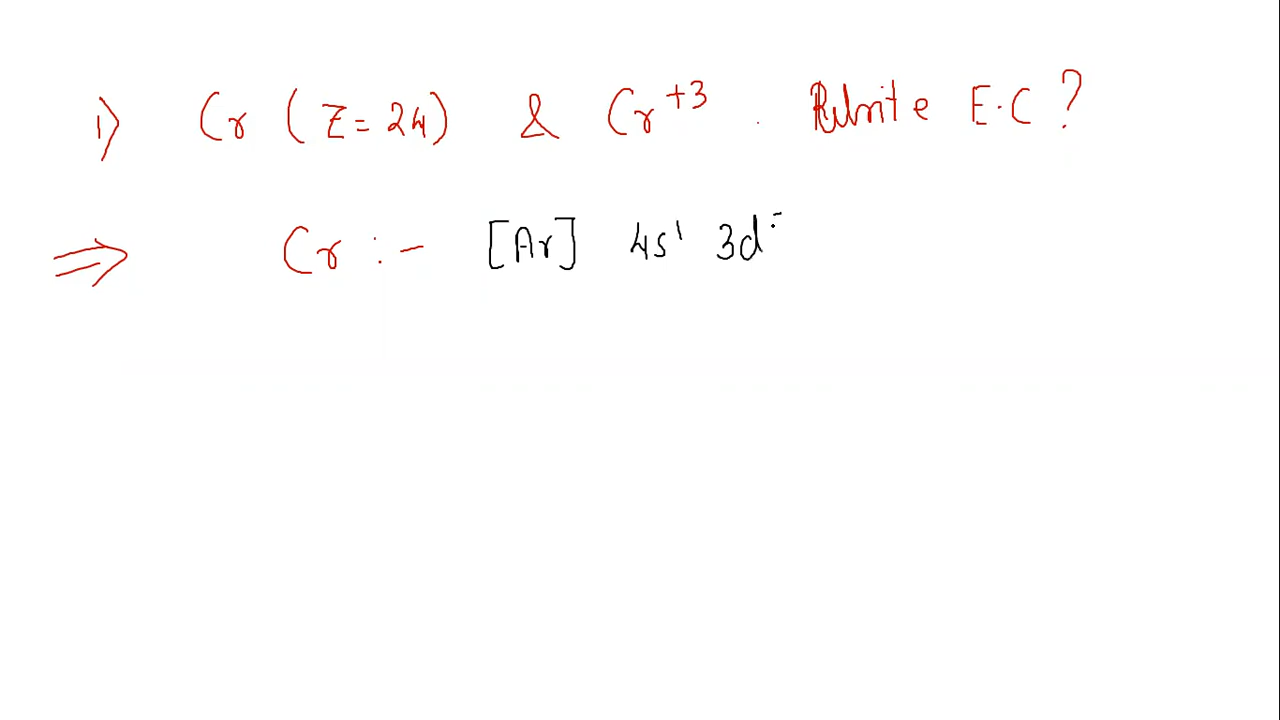 1) Cr (Z=24) & Cr⁺³ . Rewrite E.C?
⇒ Cr :- [Ar] 4s¹ 3d